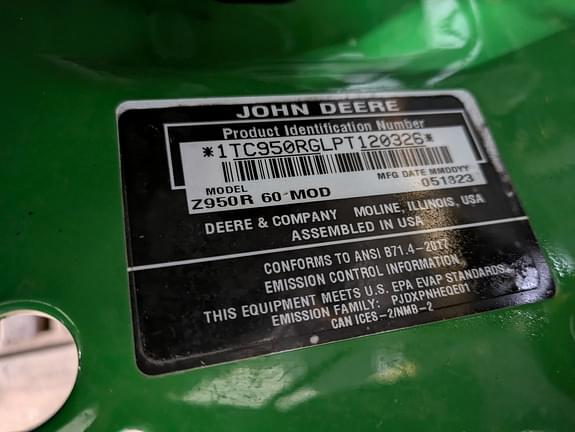 JOHN DEERE
Product Identification Number
*1TC950RGLPT120326*
MODEL
MFG DATE MMDDYY
Z950R 60"MOD
051823
DEERE & COMPANY MOLINE, ILLINOIS, USA
ASSEMBLED IN USA
CONFORMS TO ANSI B71.4-2017
EMISSION CONTROL INFORMATION
THIS EQUIPMENT MEETS U.S. EPA EVAP STANDARDS
EMISSION FAMILY: PJDXPNHEQE01
CAN ICES-2/NMB-2